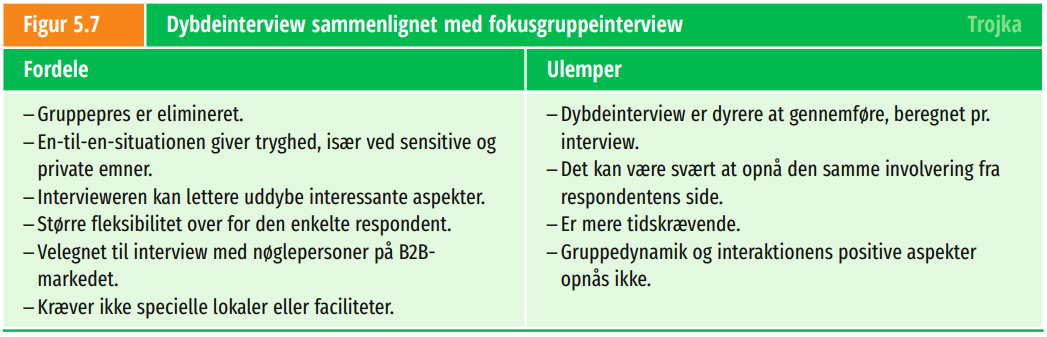 Figur 5.7
Dybdeinterview sammenlignet med fokusgruppeinterview
Trojka
Fordele
– Gruppepres er elimineret.
– En-til-en-situationen giver tryghed, især ved sensitive og
private emner.
– Intervieweren kan lettere uddybe interessante aspekter.
– Større fleksibilitet over for den enkelte respondent.
– Velegnet til interview med nøglepersoner på B2B-
markedet.
– Kræver ikke specielle lokaler eller faciliteter.
Ulemper
– Dybdeinterview er dyrere at gennemføre, beregnet pr.
interview.
– Det kan være svært at opnå den samme involvering fra
respondentens side.
– Er mere tidskrævende.
– Gruppedynamik og interaktionens positive aspekter
opnås ikke.